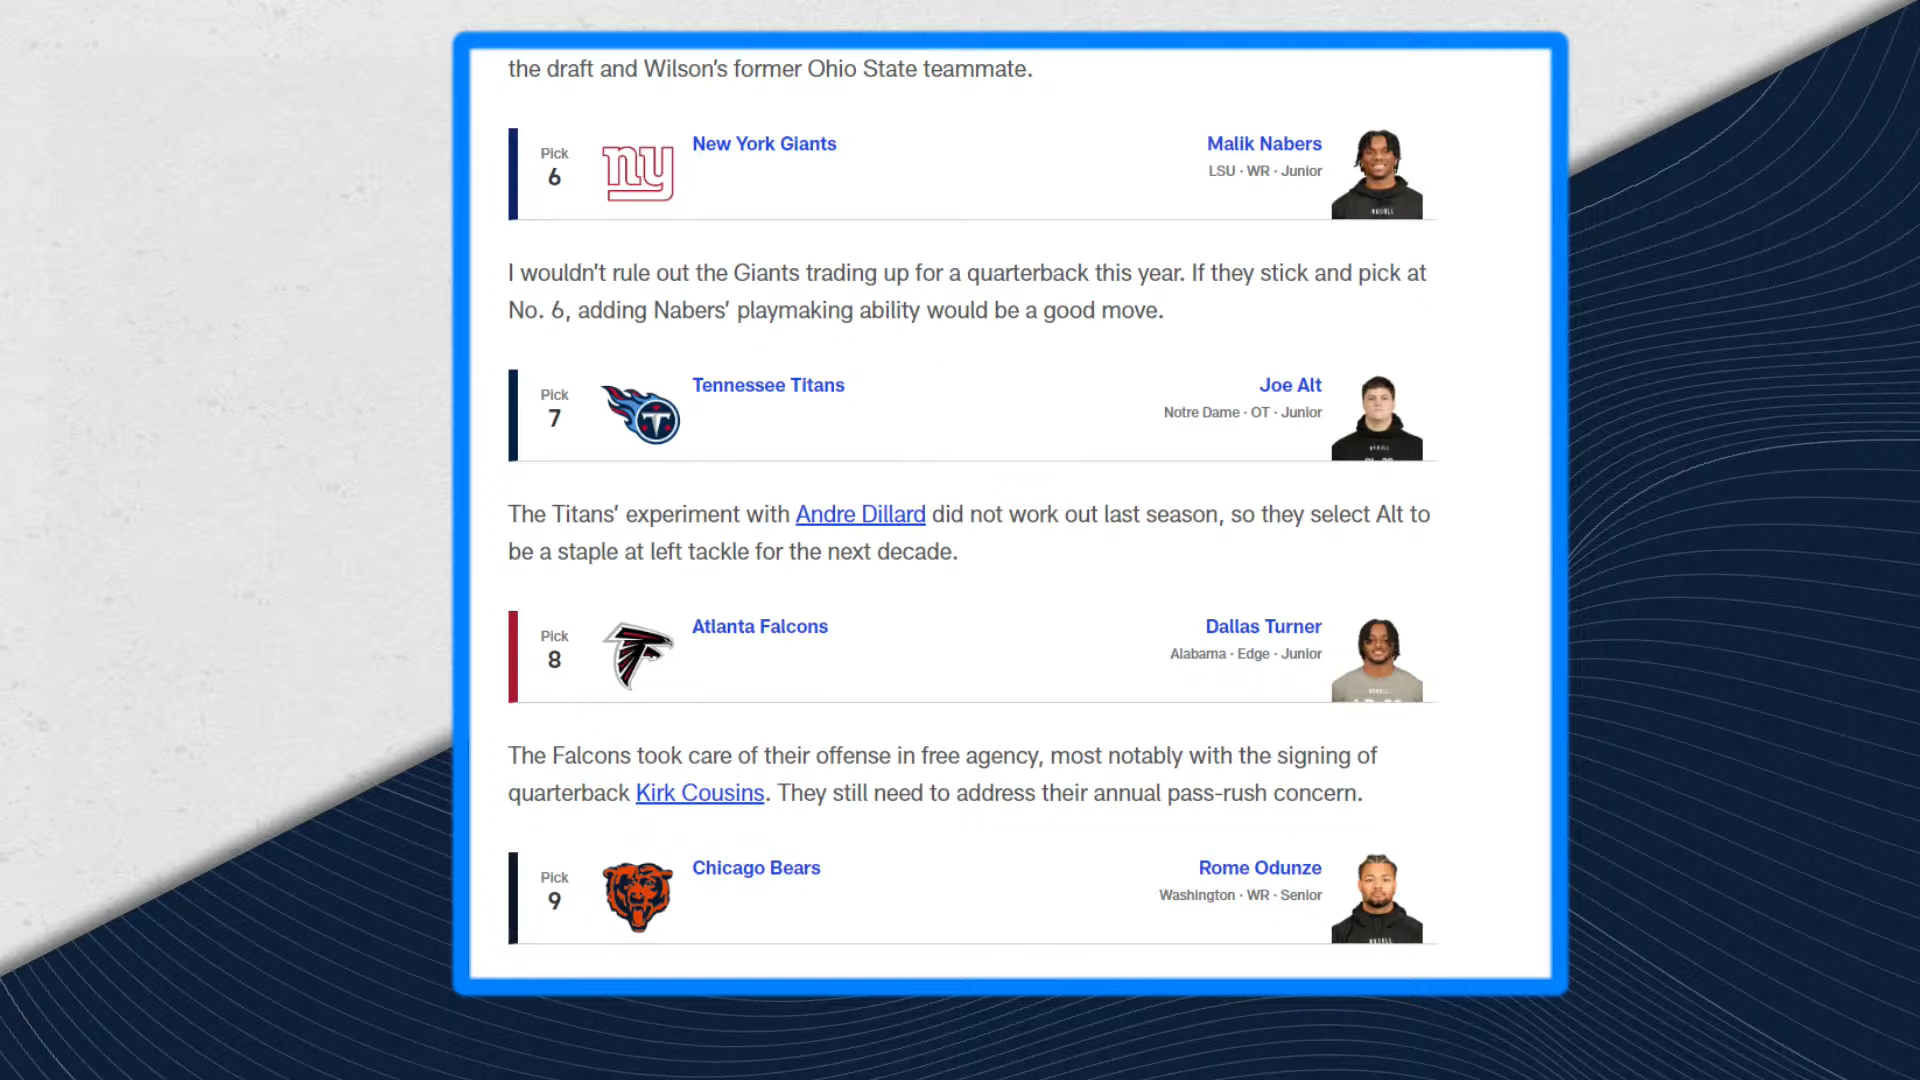 the draft and Wilson’s former Ohio State teammate.
Pick
6
ny
New York Giants
Malik Nabers
LSU · WR · Junior
I wouldn’t rule out the Giants trading up for a quarterback this year. If they stick and pick at
No. 6, adding Nabers’ playmaking ability would be a good move.
Pick
7
T
Tennessee Titans
Joe Alt
Notre Dame · OT · Junior
The Titans’ experiment with Andre Dillard did not work out last season, so they select Alt to
be a staple at left tackle for the next decade.
Pick
8
Atlanta Falcons
Dallas Turner
Alabama · Edge · Junior
The Falcons took care of their offense in free agency, most notably with the signing of
quarterback Kirk Cousins. They still need to address their annual pass-rush concern.
Pick
9
Chicago Bears
Rome Odunze
Washington · WR · Senior